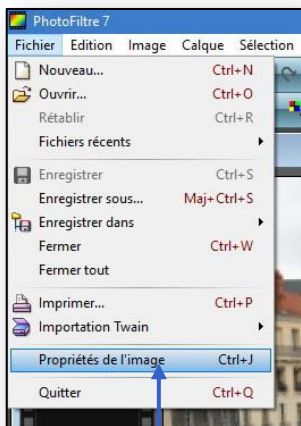 PhotoFiltre 7
Fichier Edition Image Calque Sélection
Nouveau... Ctrl+N
Ouvrir... Ctrl+O
Rétablir Ctrl+R
Fichiers récents
Enregistrer Ctrl+S
Enregistrer sous... Maj+Ctrl+S
Enregistrer dans
Fermer Ctrl+W
Fermer tout
Imprimer... Ctrl+P
Importation Twain
Propriétés de l'image Ctrl+J
Quitter Ctrl+Q